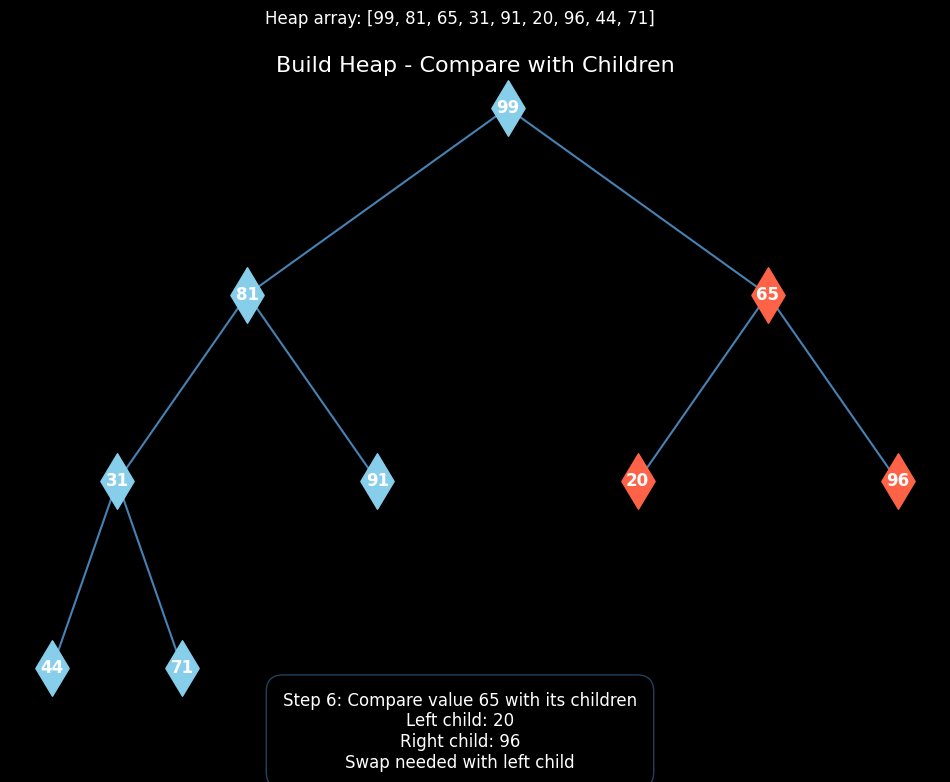 Heap array: [99, 81, 65, 31, 91, 20, 96, 44, 71]
Build Heap - Compare with Children
99
81
65
31
91
20
96
44
71
Step 6: Compare value 65 with its children
Left child: 20
Right child: 96
Swap needed with left child